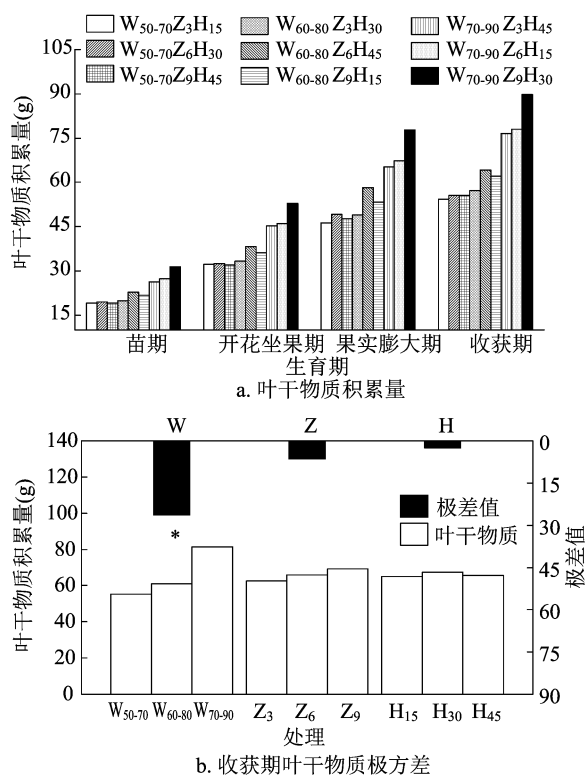 W50-70Z3H15 W60-80Z3H30 W70-90Z3H45
W50-70Z6H30 W60-80Z6H45 W70-90Z6H15
W50-70Z9H45 W60-80Z9H15 W70-90Z9H30
叶干物质积累量(g)
105
90
75
60
45
30
15
苗期 开花坐果期 果实膨大期 收获期
生育期
a. 叶干物质积累量
W Z H
叶干物质积累量(g)
140
120
100
80
60
40
20
0
*
极差值
叶干物质
0
15
30
45
60
75
90
极差值
W50-70 W60-80 W70-90 Z3 Z6 Z9 H15 H30 H45
处理
b. 收获期叶干物质极方差